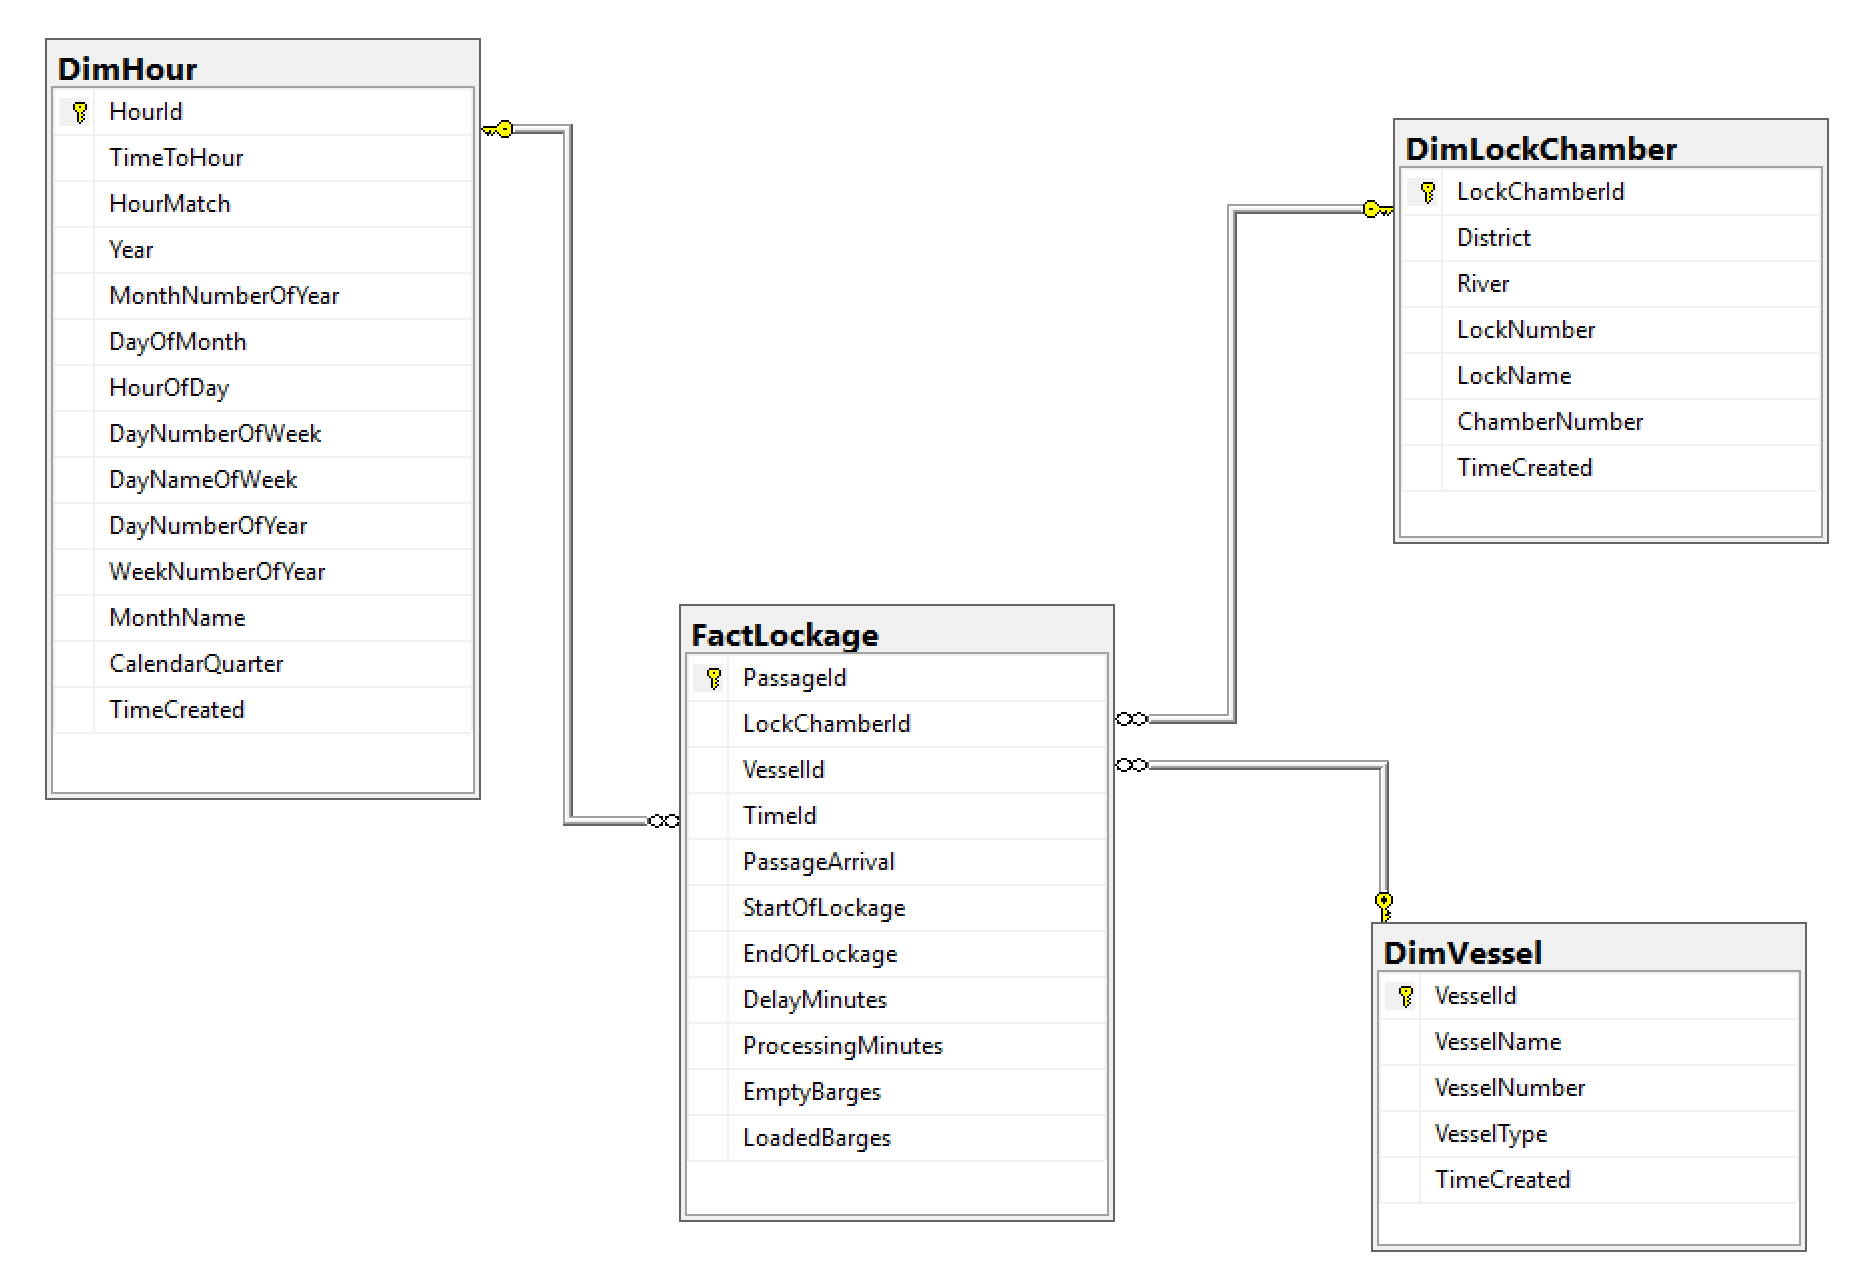 DimHour
HourId
TimeToHour
HourMatch
Year
MonthNumberOfYear
DayOfMonth
HourOfDay
DayNumberOfWeek
DayNameOfWeek
DayNumberOfYear
WeekNumberOfYear
MonthName
CalendarQuarter
TimeCreated
DimLockChamber
LockChamberId
District
River
LockNumber
LockName
ChamberNumber
TimeCreated
FactLockage
PassageId
LockChamberId
VesselId
TimeId
PassageArrival
StartOfLockage
EndOfLockage
DelayMinutes
ProcessingMinutes
EmptyBarges
LoadedBarges
DimVessel
VesselId
VesselName
VesselNumber
VesselType
TimeCreated